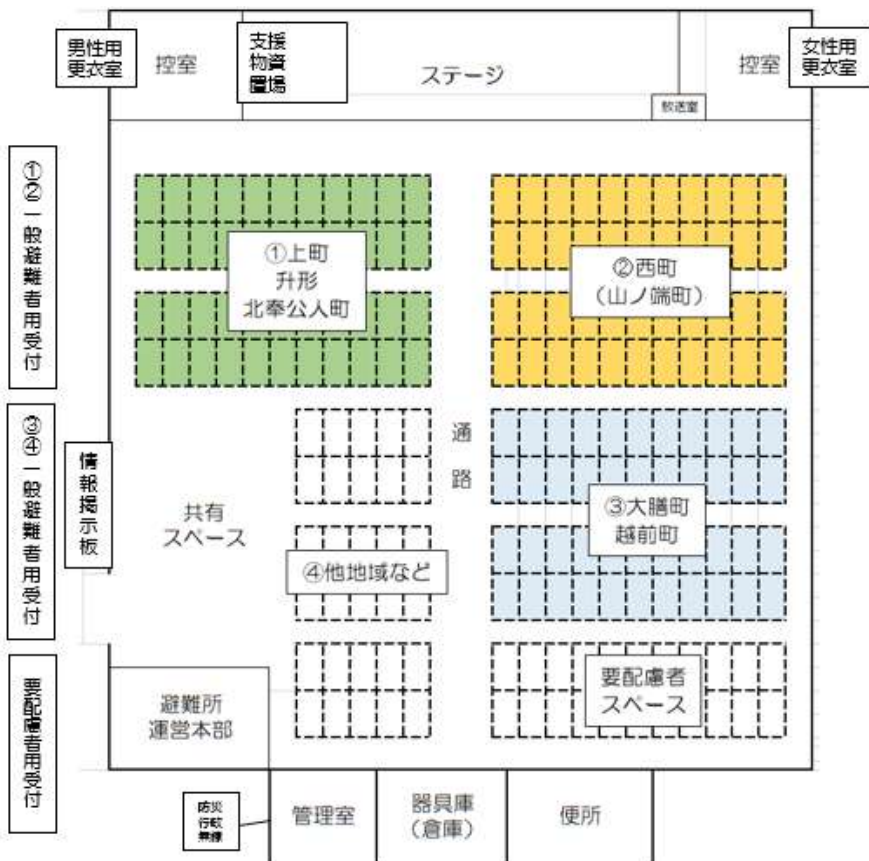 男性用
更衣室
控室
支援
物資
置場
ステージ
控室
女性用
更衣室
放送室
①②一般避難者用受付
①上町
升形
北奉公人町
②西町
（山ノ端町）
③④一般避難者用受付
情報掲示板
通路
共有
スペース
③大膳町
越前町
④他地域など
要配慮者用受付
避難所
運営本部
要配慮者
スペース
防災
行政
無線
管理室
器具庫
（倉庫）
便所